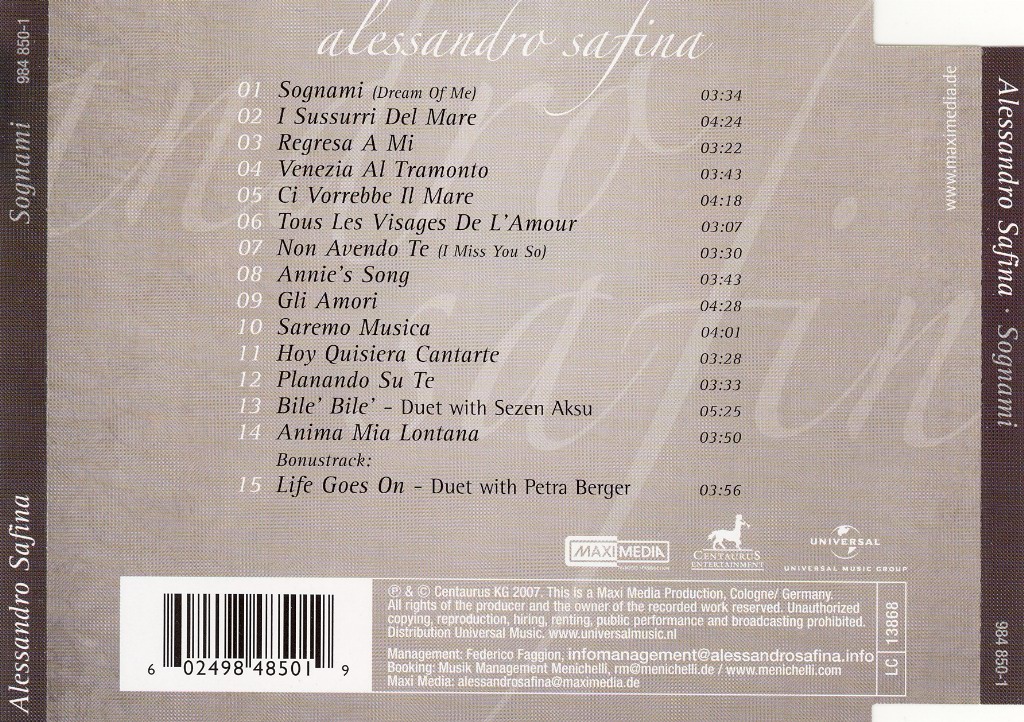 alessandro safina
01 Sognami (Dream Of Me) 03:34
02 I Sussurri Del Mare 04:24
03 Regresa A Mi 03:22
04 Venezia Al Tramonto 03:43
05 Ci Vorrebbe Il Mare 04:18
06 Tous Les Visages De L'Amour 03:07
07 Non Avendo Te (I Miss You So) 03:30
08 Annie's Song 03:43
09 Gli Amori 04:28
10 Saremo Musica 04:01
11 Hoy Quisiera Cantarte 03:28
12 Planando Su Te 03:33
13 Bile' Bile' - Duet with Sezen Aksu 05:25
14 Anima Mia Lontana 03:50
Bonustrack:
15 Life Goes On - Duet with Petra Berger 03:56
MAXI MEDIA
CENTAURUS
ENTERTAINMENT
UNIVERSAL
UNIVERSAL MUSIC GROUP
6 02498 48501 9
℗ & © Centaurus KG 2007. This is a Maxi Media Production, Cologne/ Germany.
All rights of the producer and the owner of the recorded work reserved. Unauthorized
copying, reproduction, hiring, renting, public performance and broadcasting prohibited.
Distribution Universal Music. www.universalmusic.nl
Management: Federico Faggion, infomanagement@alessandrosafina.info
Booking: Musik Management Menichelli, rm@menichelli.de / www.menichelli.com
Maxi Media: alessandrosafina@maximedia.de
LC 13868
www.maximedia.de
Alessandro Safina Sognami 984 850-1
Alessandro Safina · Sognami 984 850-1